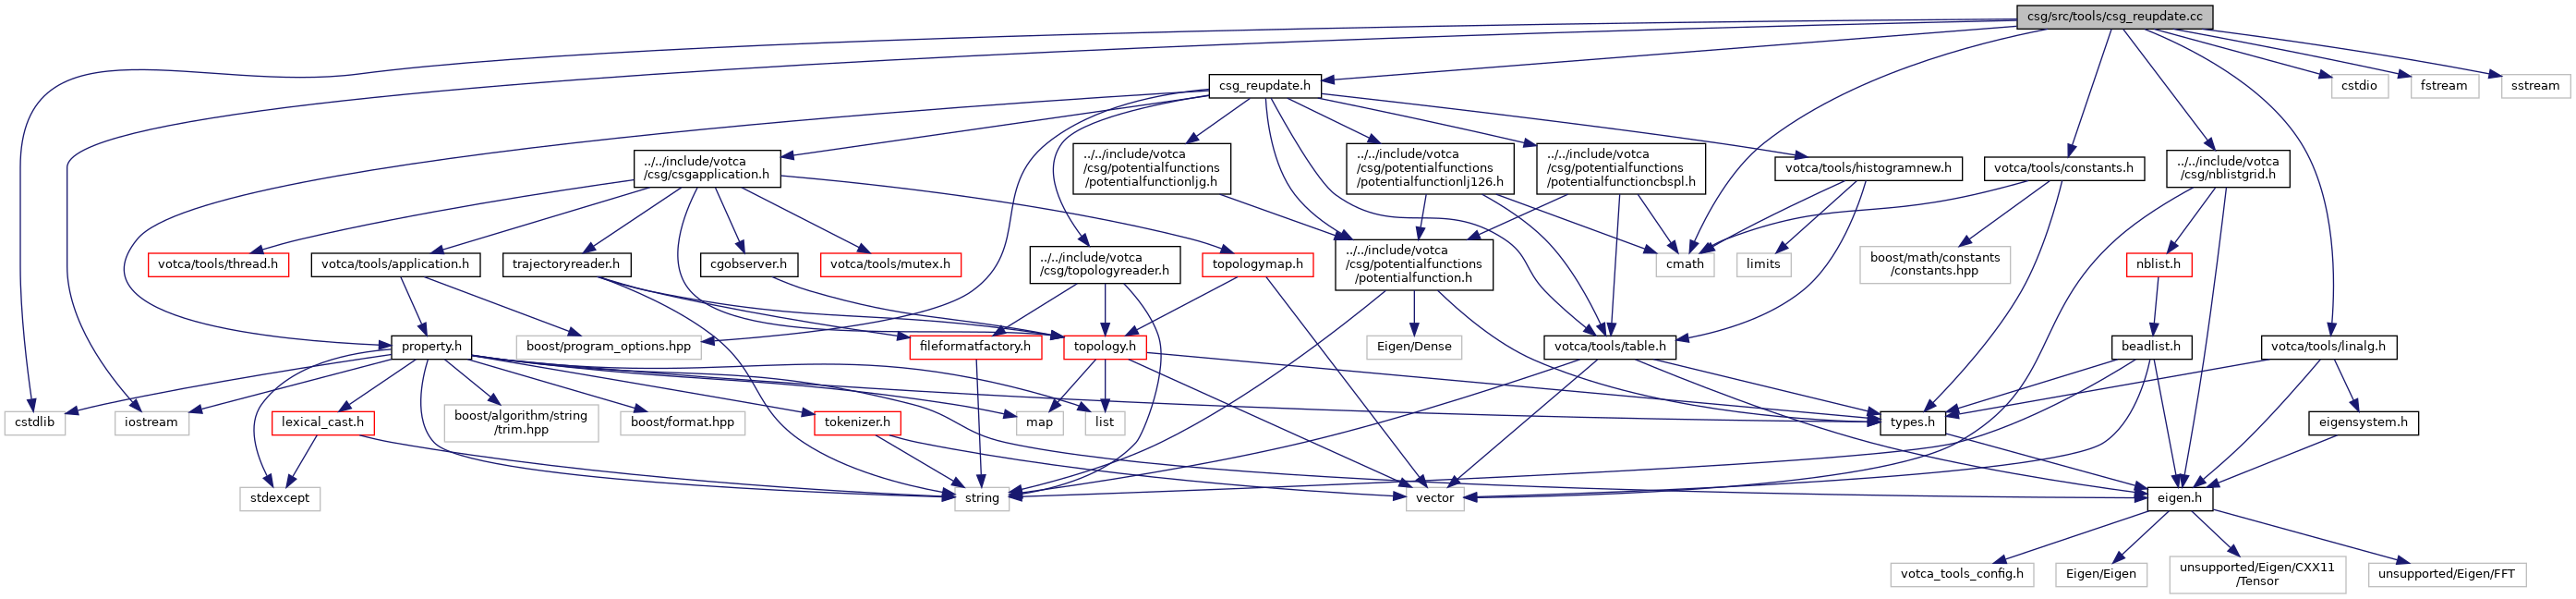 csg/src/tools/csg_reupdate.cc
csg_reupdate.h
cstdio
fstream
sstream
../../include/votca
/csg/csgapplication.h
../../include/votca
/csg/potentialfunctions
/potentialfunctionljg.h
../../include/votca
/csg/potentialfunctions
/potentialfunctionlj126.h
../../include/votca
/csg/potentialfunctions
/potentialfunctioncbspl.h
votca/tools/histogramnew.h
votca/tools/constants.h
../../include/votca
/csg/nblistgrid.h
votca/tools/thread.h
votca/tools/application.h
trajectoryreader.h
cgobserver.h
votca/tools/mutex.h
../../include/votca
/csg/topologyreader.h
topologymap.h
../../include/votca
/csg/potentialfunctions
/potentialfunction.h
cmath
limits
boost/math/constants
/constants.hpp
nblist.h
property.h
boost/program_options.hpp
fileformatfactory.h
topology.h
Eigen/Dense
votca/tools/table.h
beadlist.h
votca/tools/linalg.h
cstdlib
iostream
lexical_cast.h
boost/algorithm/string
/trim.hpp
boost/format.hpp
tokenizer.h
map
list
types.h
eigensystem.h
stdexcept
string
vector
eigen.h
votca_tools_config.h
Eigen/Eigen
unsupported/Eigen/CXX11
/Tensor
unsupported/Eigen/FFT